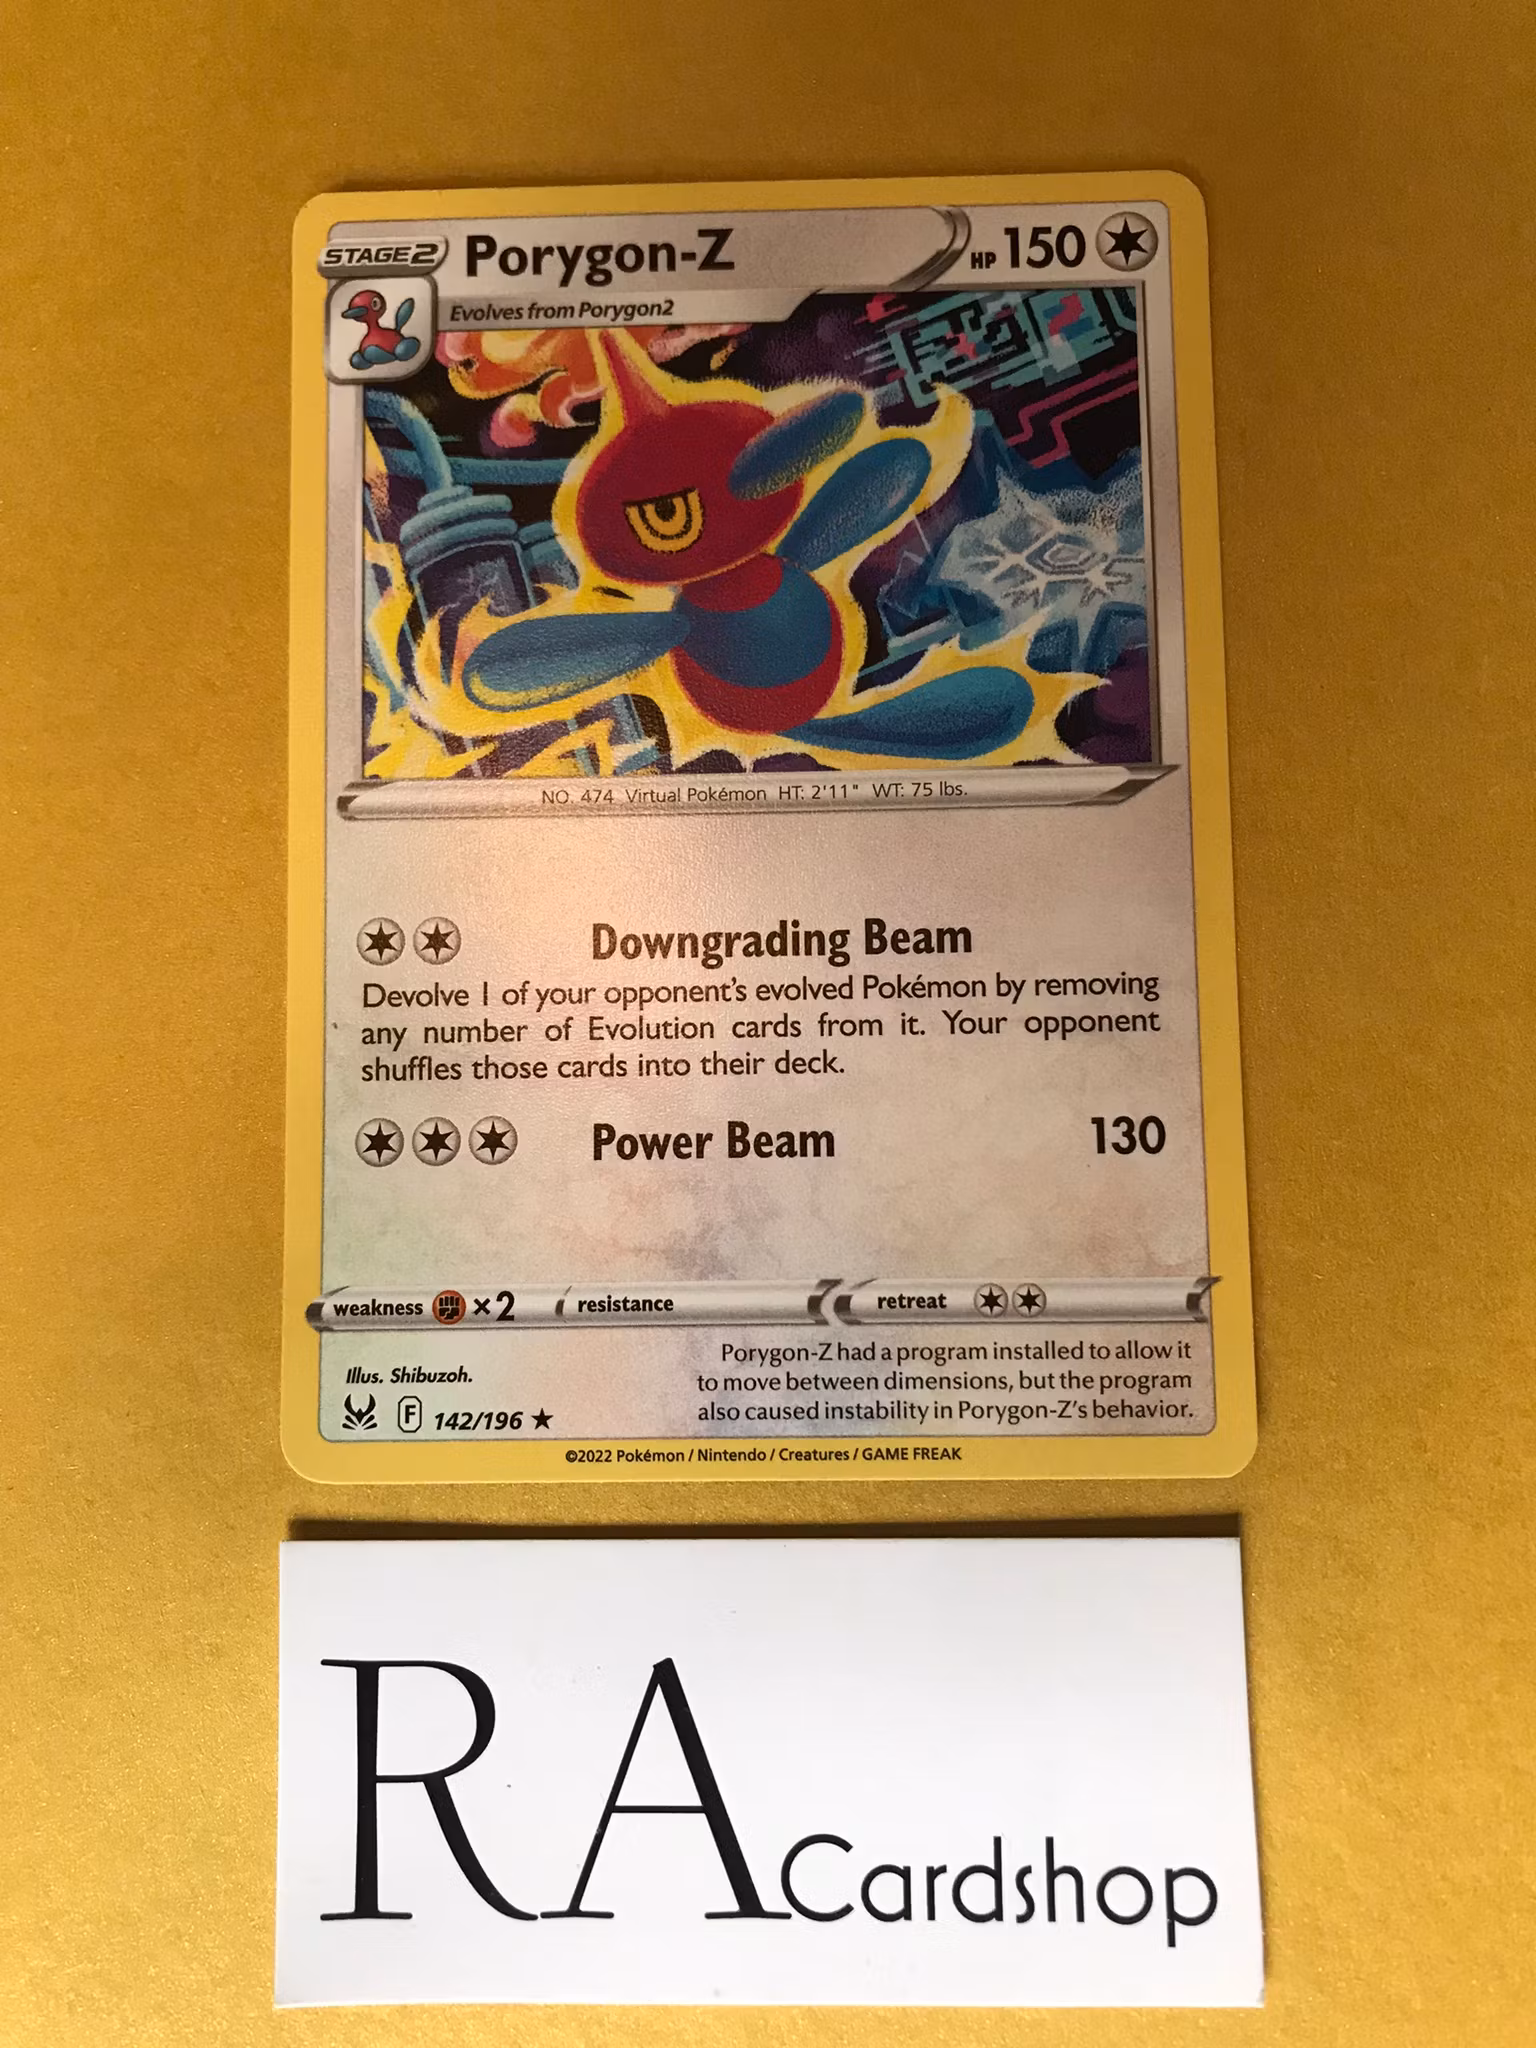 STAGE2 Porygon-Z HP 150
Evolves from Porygon2
NO. 474 Virtual Pokémon HT: 2'11" WT: 75 lbs.
Downgrading Beam
Devolve 1 of your opponent's evolved Pokémon by removing
any number of Evolution cards from it. Your opponent
shuffles those cards into their deck.
Power Beam 130
weakness ×2 resistance retreat
Illus. Shibuzoh.
F 142/196 ★
Porygon-Z had a program installed to allow it
to move between dimensions, but the program
also caused instability in Porygon-Z's behavior.
©2022 Pokémon / Nintendo / Creatures / GAME FREAK
RA Cardshop